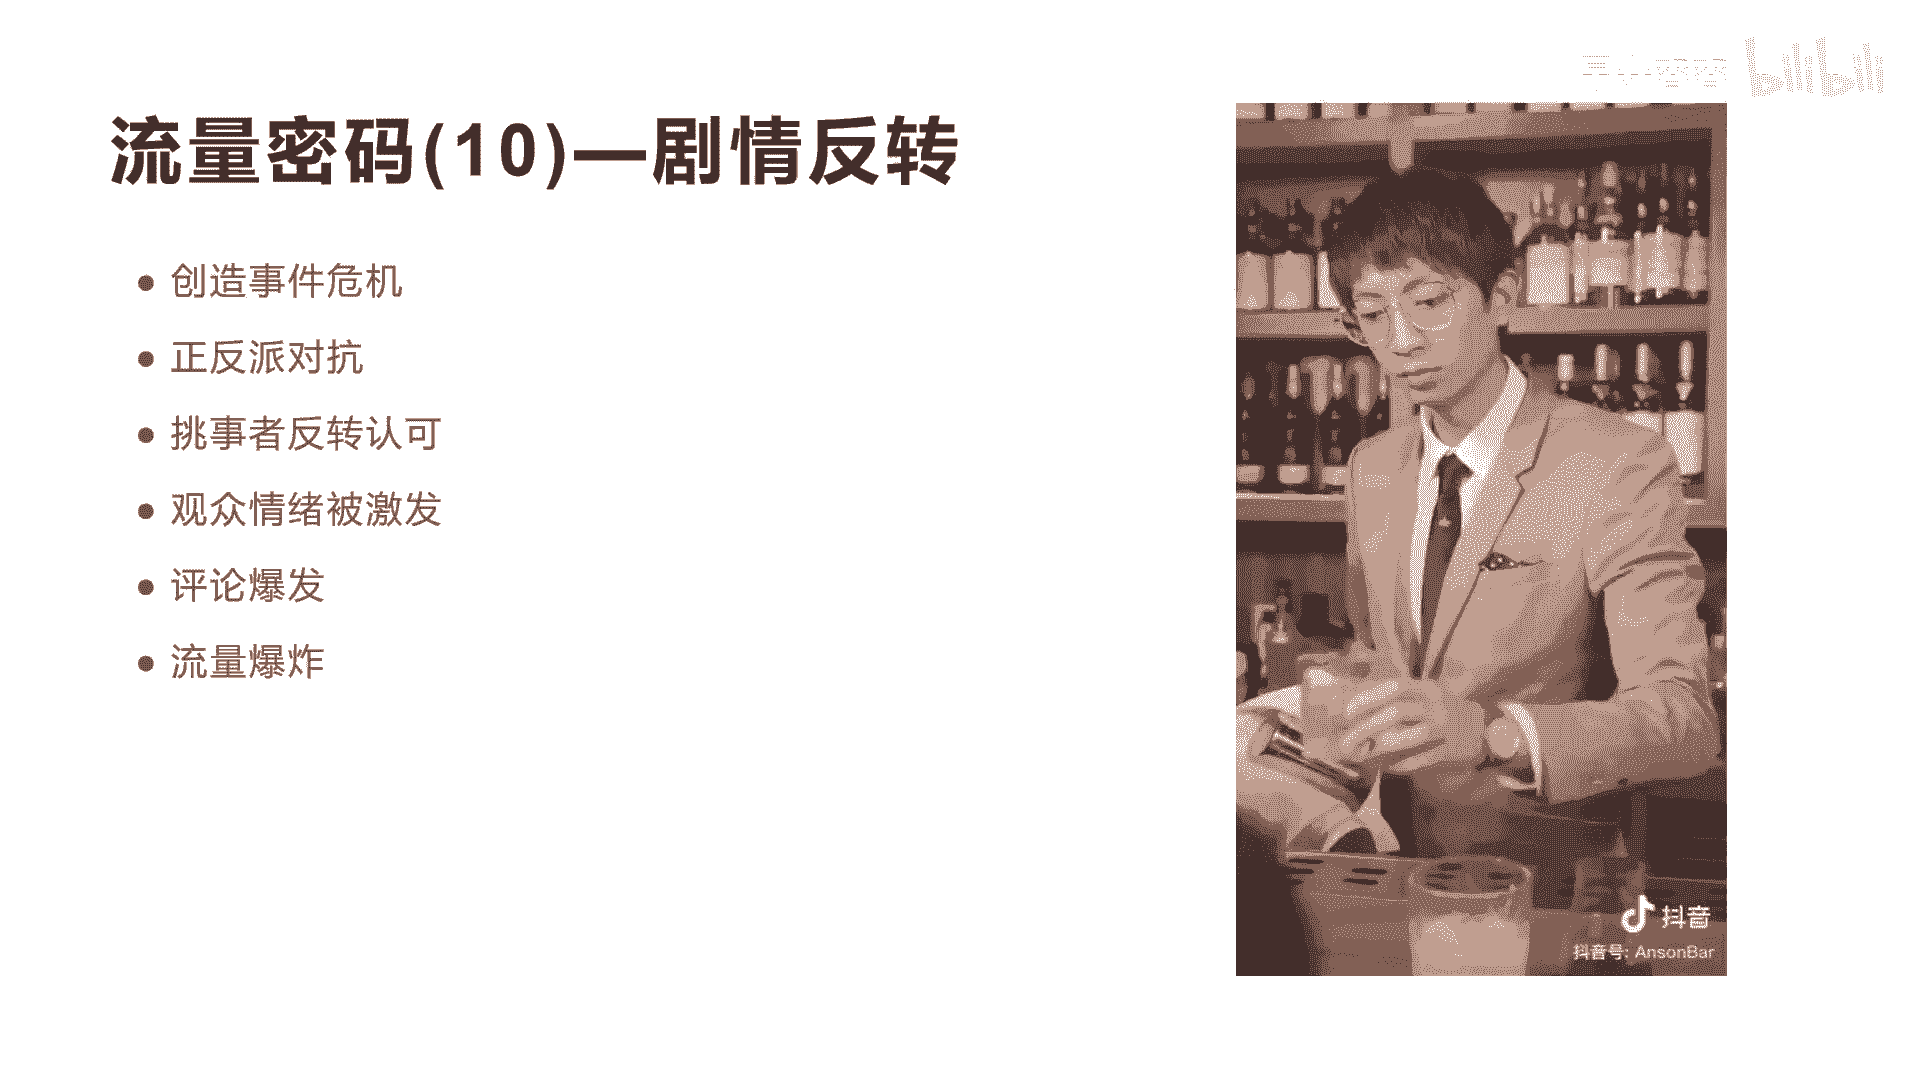 bilibili
流量密码(10)—剧情反转
创造事件危机
正反派对抗
挑事者反转认可
观众情绪被激发
评论爆发
流量爆炸
抖音
抖音号: AnsonBar